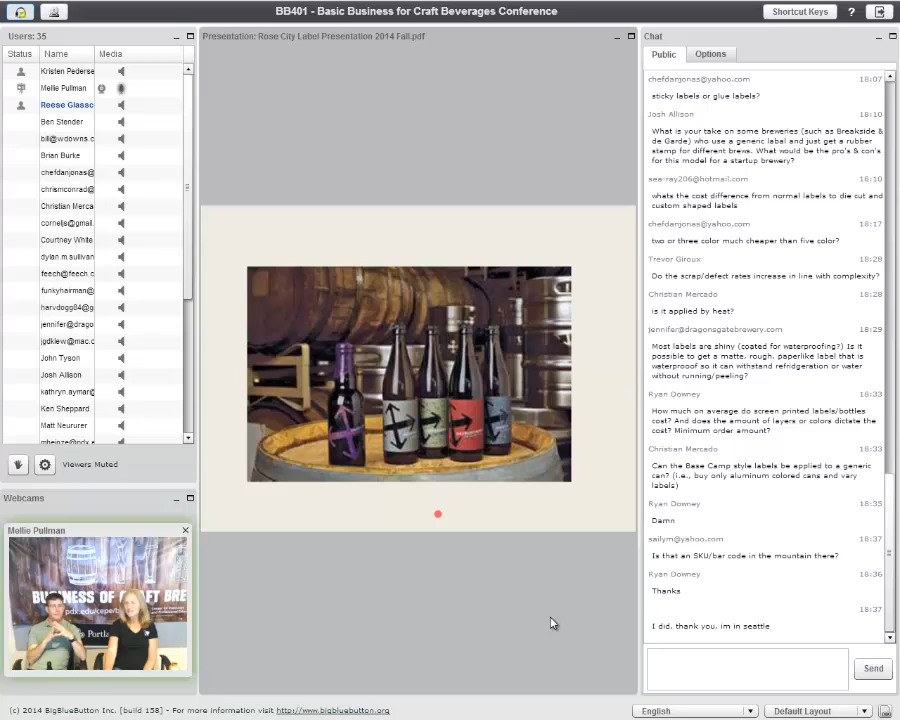 BB401 - Basic Business for Craft Beverages Conference
Shortcut Keys
?
Users: 35
Status Name Media
Kristen Pederse
Mellie Pullman
Reese Glassc
Ben Stender
bill@wdowns.c
Brian Burke
chefdanjonas@
chrismconrad@
Christian Merca
corneljs@gmail.
Courtney White
dylan.m.sullivan
feech@feech.c
funkyhairman@
harvdogg84@g
jennifer@drago
jgdklew@mac.c
John Tyson
Josh Allison
kathryn.aymar@
Ken Sheppard
Matt Neururer
mheinze@pdx.e
Viewers Muted
Webcams
Mellie Pullman
BUSINESS OF CRAFT BRE
pdx.edu/cepe/b
Portla
Presentation: Rose City Label Presentation 2014 Fall.pdf
Chat
Public Options
chefdanjonas@yahoo.com 18:07
sticky labels or glue labels?
Josh Allison 18:10
What is your take on some breweries (such as Breakside &
de Garde) who use a generic labal and just get a rubber
stamp for different brews. What would be the pro's & con's
for this model for a startup brewery?
sea-ray206@hotmail.com 18:10
whats the cost difference from normal labels to die cut and
custom shaped labels
chefdanjonas@yahoo.com 18:17
two or three color much cheaper than five color?
Trevor Giroux 18:28
Do the scrap/defect rates increase in line with complexity?
Christian Mercado 18:28
is it applied by heat?
jennifer@dragonsgatebrewery.com 18:29
Most labels are shiny (coated for waterproofing?) Is it
possible to get a matte, rough, paperlike label that is
waterprooof so it can withstand refridgeration or water
without running/peeling?
Ryan Downey 18:33
How much on average do screen printed labels/bottles
cost? And does the amount of layers or colors dictate the
cost? Minimum order amount?
Christian Mercado 18:33
Can the Base Camp style labels be applied to a generic
can? (i.e., buy only aluminum colored cans and vary
labels)
Ryan Downey 18:35
Damn
sailym@yahoo.com 18:37
Is that an SKU/bar code in the mountain there?
Ryan Downey 18:36
Thanks
18:37
I did, thank you, im in seattle
Send
(c) 2014 BigBlueButton Inc. [build 158] - For more information visit http://www.bigbluebutton.org
English
Default Layout